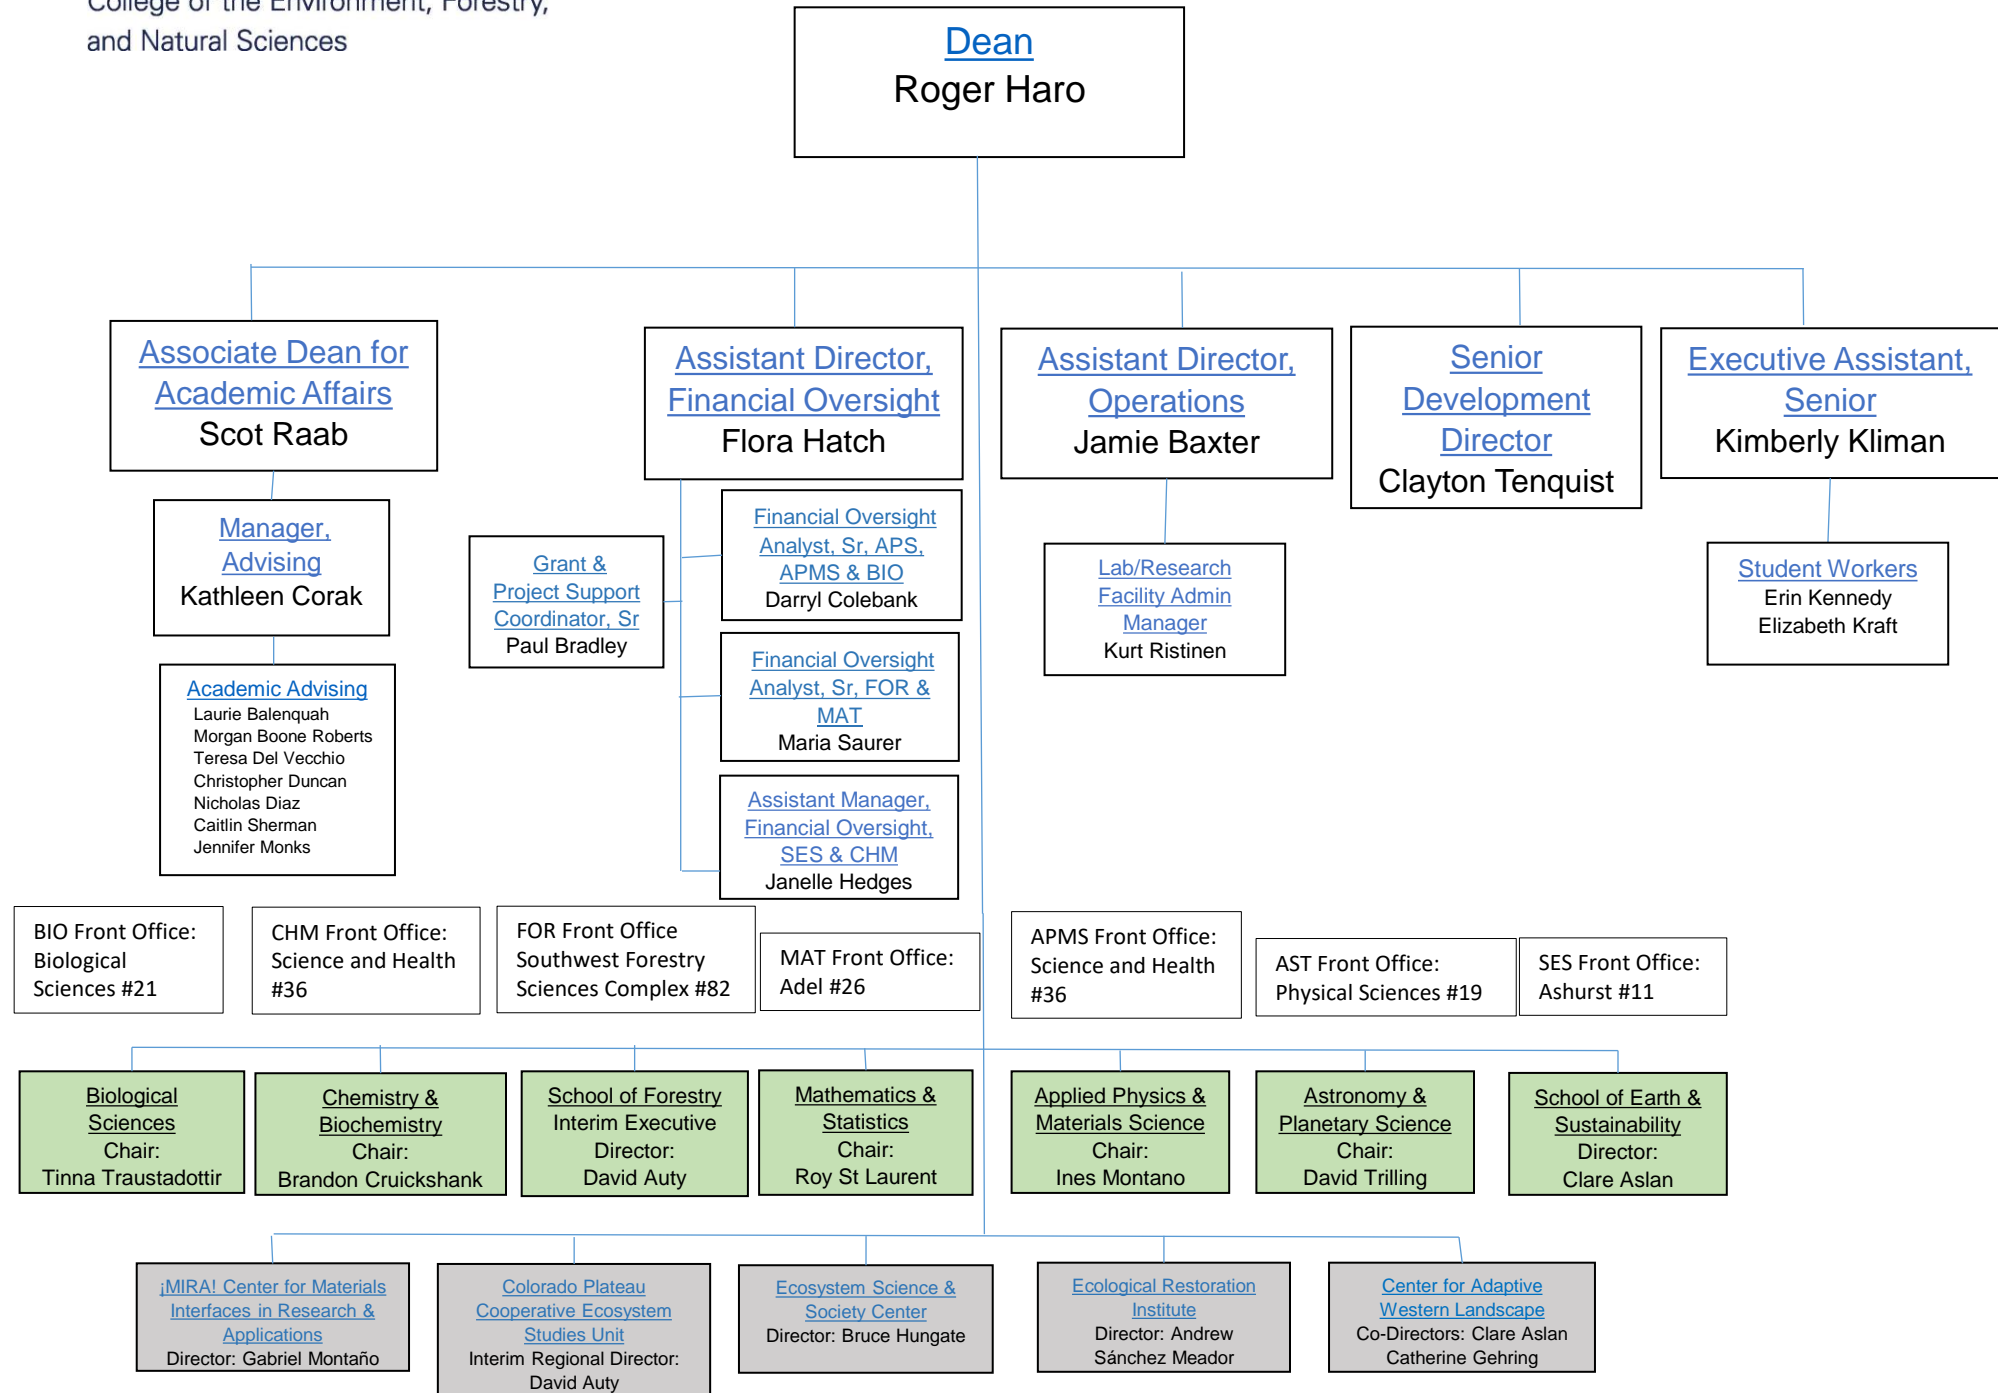 College of the Environment, Forestry,
and Natural Sciences
Dean
Roger Haro
Associate Dean for
Academic Affairs
Scot Raab
Assistant Director,
Financial Oversight
Flora Hatch
Assistant Director,
Operations
Jamie Baxter
Senior
Development
Director
Clayton Tenquist
Executive Assistant,
Senior
Kimberly Kliman
Manager,
Advising
Kathleen Corak
Academic Advising
Laurie Balenquah
Morgan Boone Roberts
Teresa Del Vecchio
Christopher Duncan
Nicholas Diaz
Caitlin Sherman
Jennifer Monks
Grant &
Project Support
Coordinator, Sr
Paul Bradley
Financial Oversight
Analyst, Sr, APS,
APMS & BIO
Darryl Colebank
Financial Oversight
Analyst, Sr, FOR &
MAT
Maria Saurer
Assistant Manager,
Financial Oversight,
SES & CHM
Janelle Hedges
Lab/Research
Facility Admin
Manager
Kurt Ristinen
Student Workers
Erin Kennedy
Elizabeth Kraft
BIO Front Office:
Biological
Sciences #21
CHM Front Office:
Science and Health
#36
FOR Front Office
Southwest Forestry
Sciences Complex #82
MAT Front Office:
Adel #26
APMS Front Office:
Science and Health
#36
AST Front Office:
Physical Sciences #19
SES Front Office:
Ashurst #11
Biological
Sciences
Chair:
Tinna Traustadottir
Chemistry &
Biochemistry
Chair:
Brandon Cruickshank
School of Forestry
Interim Executive
Director:
David Auty
Mathematics &
Statistics
Chair:
Roy St Laurent
Applied Physics &
Materials Science
Chair:
Ines Montano
Astronomy &
Planetary Science
Chair:
David Trilling
School of Earth &
Sustainability
Director:
Clare Aslan
¡MIRA! Center for Materials
Interfaces in Research &
Applications
Director: Gabriel Montaño
Colorado Plateau
Cooperative Ecosystem
Studies Unit
Interim Regional Director:
David Auty
Ecosystem Science &
Society Center
Director: Bruce Hungate
Ecological Restoration
Institute
Director: Andrew
Sánchez Meador
Center for Adaptive
Western Landscape
Co-Directors: Clare Aslan
Catherine Gehring